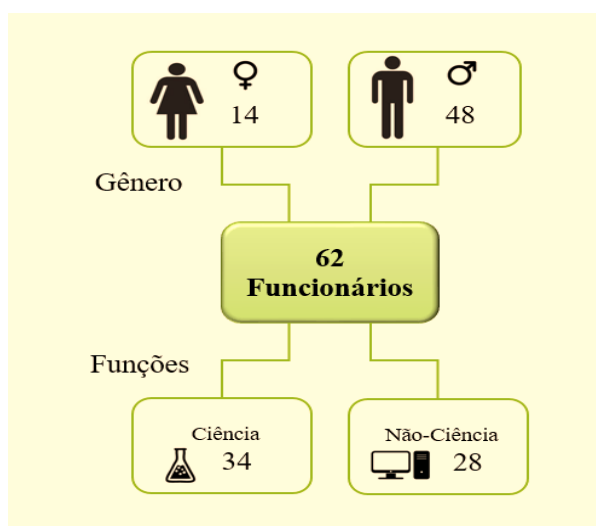 ♀ ♂
14 48
Gênero
62
Funcionários
Funções
Ciência Não-Ciência
34 28